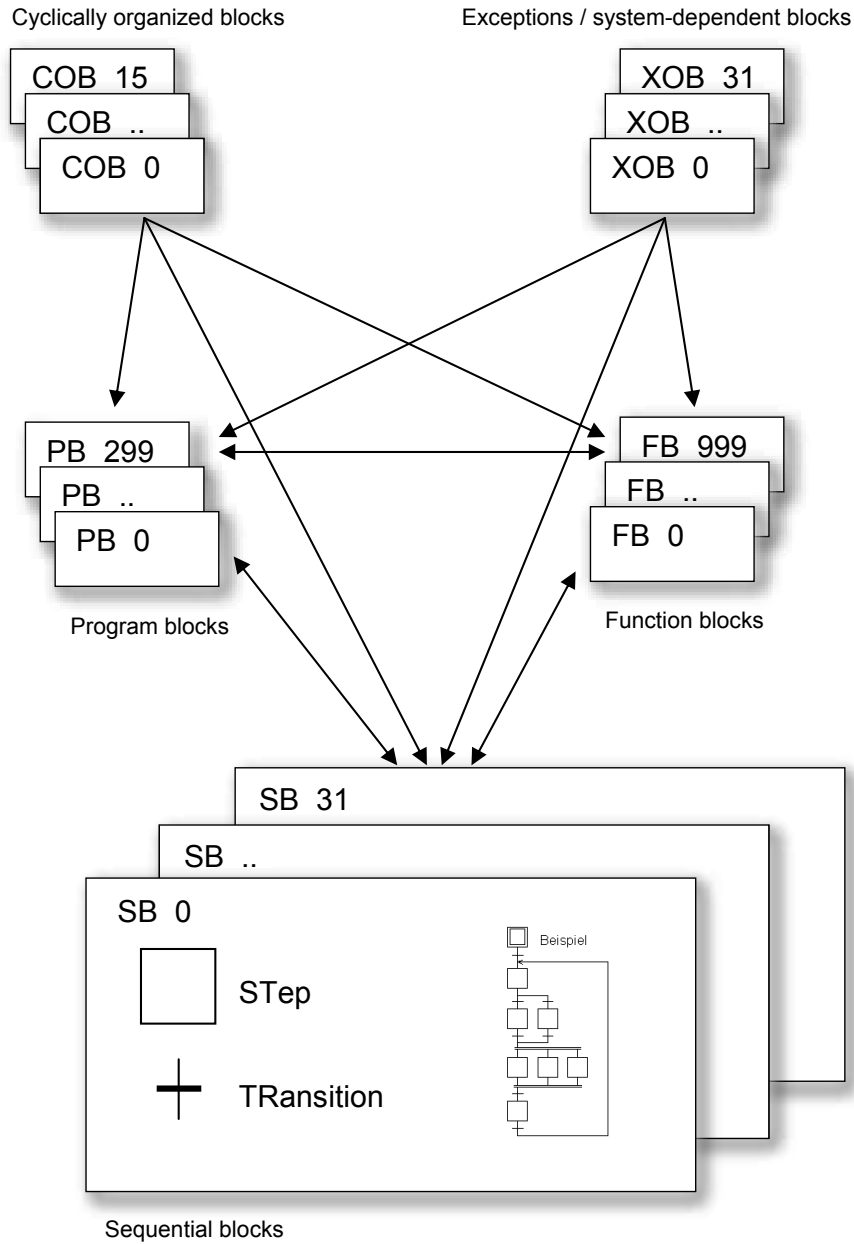 Cyclically organized blocks
Exceptions / system-dependent blocks
COB 15
COB ..
COB 0
XOB 31
XOB ..
XOB 0
PB 299
PB ..
PB 0
Program blocks
FB 999
FB ..
FB 0
Function blocks
SB 31
SB ..
SB 0
Beispiel
STep
TRansition
Sequential blocks